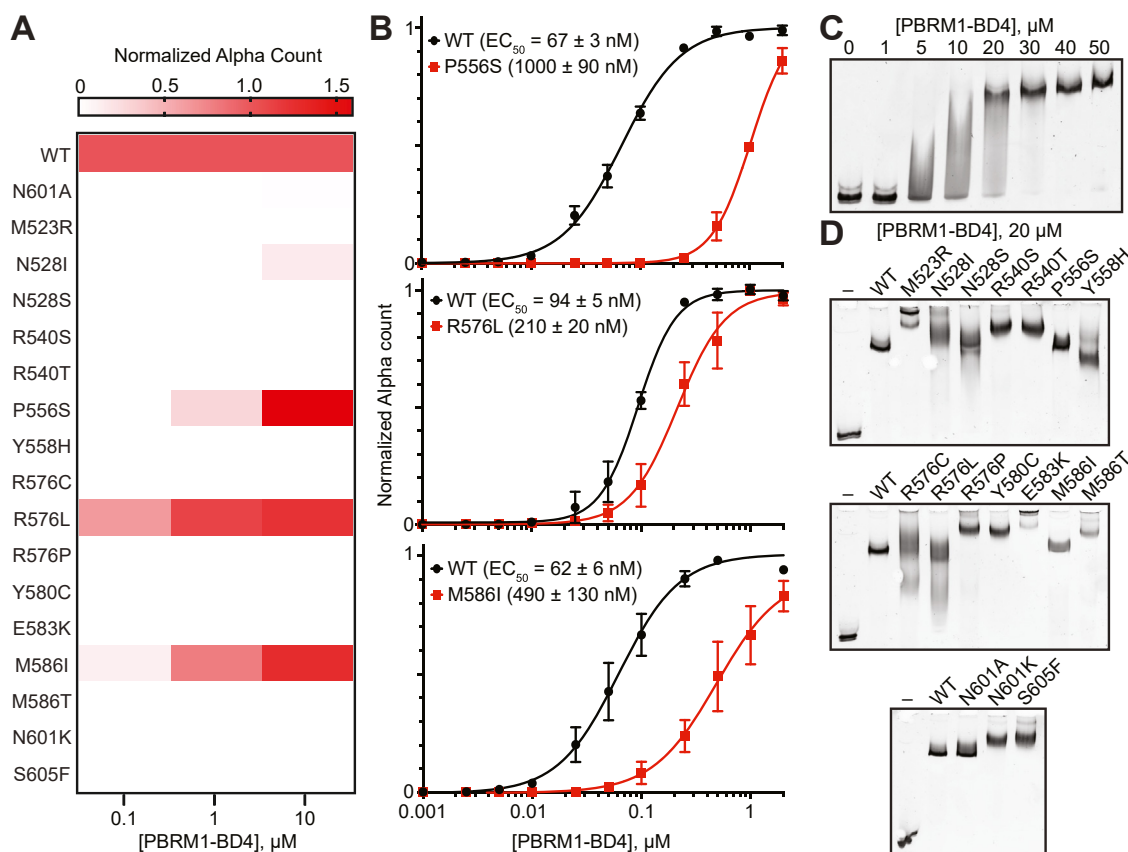 A
Normalized Alpha Count
0 0.5 1.0 1.5
WT
N601A
M523R
N528I
N528S
R540S
R540T
P556S
Y558H
R576C
R576L
R576P
Y580C
E583K
M586I
M586T
N601K
S605F
0.1 1 10
[PBRM1-BD4], µM
B
Normalized Alpha count
1
WT (EC50 = 67 ± 3 nM)
P556S (1000 ± 90 nM)
0
1
WT (EC50 = 94 ± 5 nM)
R576L (210 ± 20 nM)
0
1
WT (EC50 = 62 ± 6 nM)
M586I (490 ± 130 nM)
0
0.001 0.01 0.1 1
[PBRM1-BD4], µM
C
[PBRM1-BD4], µM
0 1 5 10 20 30 40 50
D
[PBRM1-BD4], 20 µM
– WT M523R N528I N528S R540S R540T P556S Y558H
– WT R576C R576L R576P Y580C E583K M586I M586T
– WT N601A N601K S605F